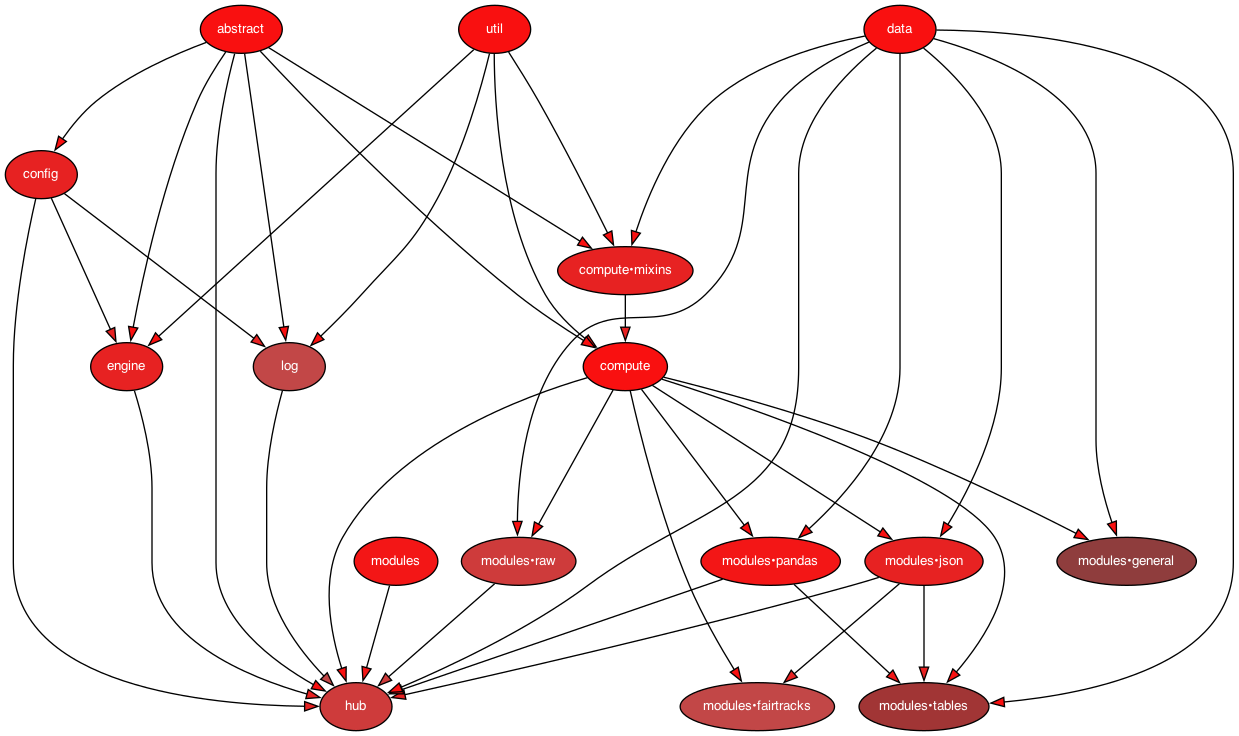 abstract
util
data
config
compute•mixins
engine
log
compute
modules
modules•raw
modules•pandas
modules•json
modules•general
hub
modules•fairtracks
modules•tables